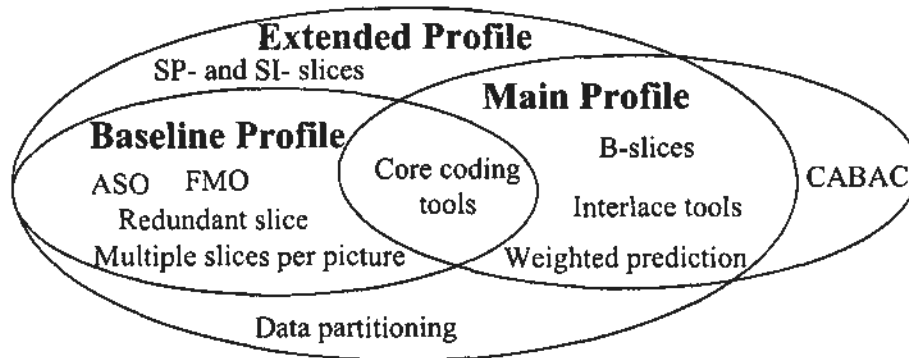 Extended Profile
SP- and SI- slices
Main Profile
Baseline Profile
B-slices
Core coding
tools
CABAC
ASO FMO
Redundant slice
Interlace tools
Multiple slices per picture
Weighted prediction
Data partitioning